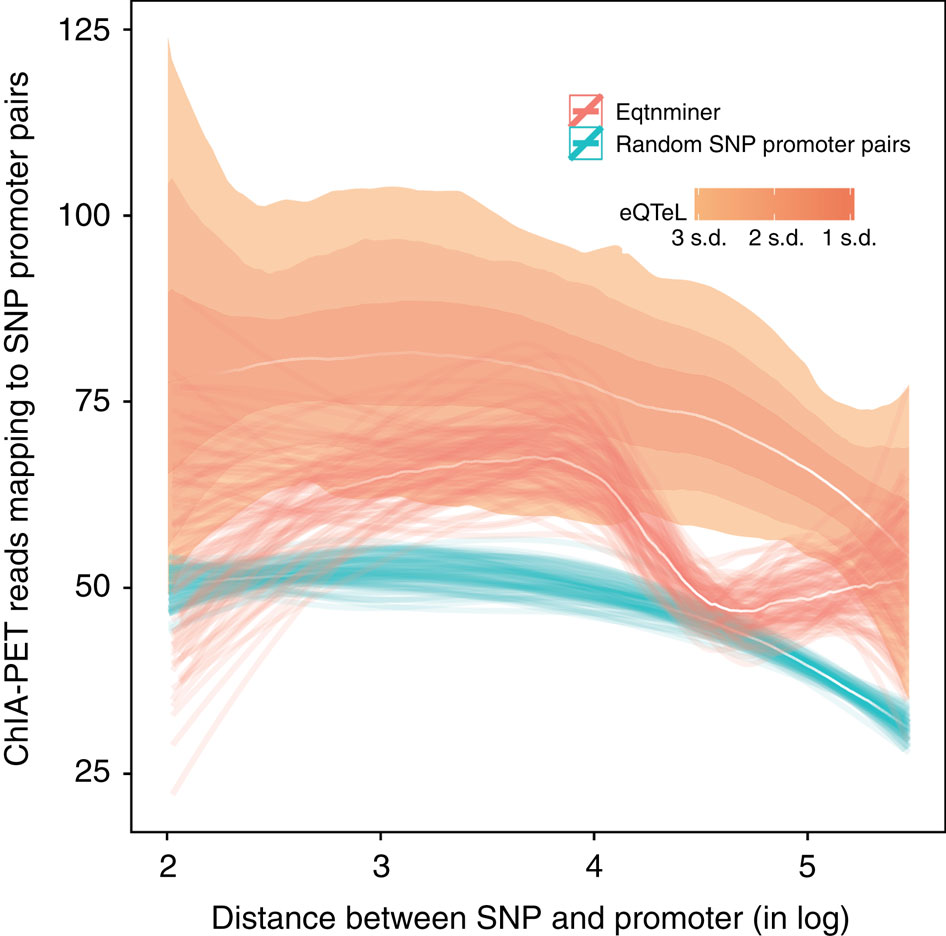 ChIA-PET reads mapping to SNP promoter pairs
125
100
75
50
25
Eqtnminer
Random SNP promoter pairs
eQTeL
3 s.d. 2 s.d. 1 s.d.
2 3 4 5
Distance between SNP and promoter (in log)